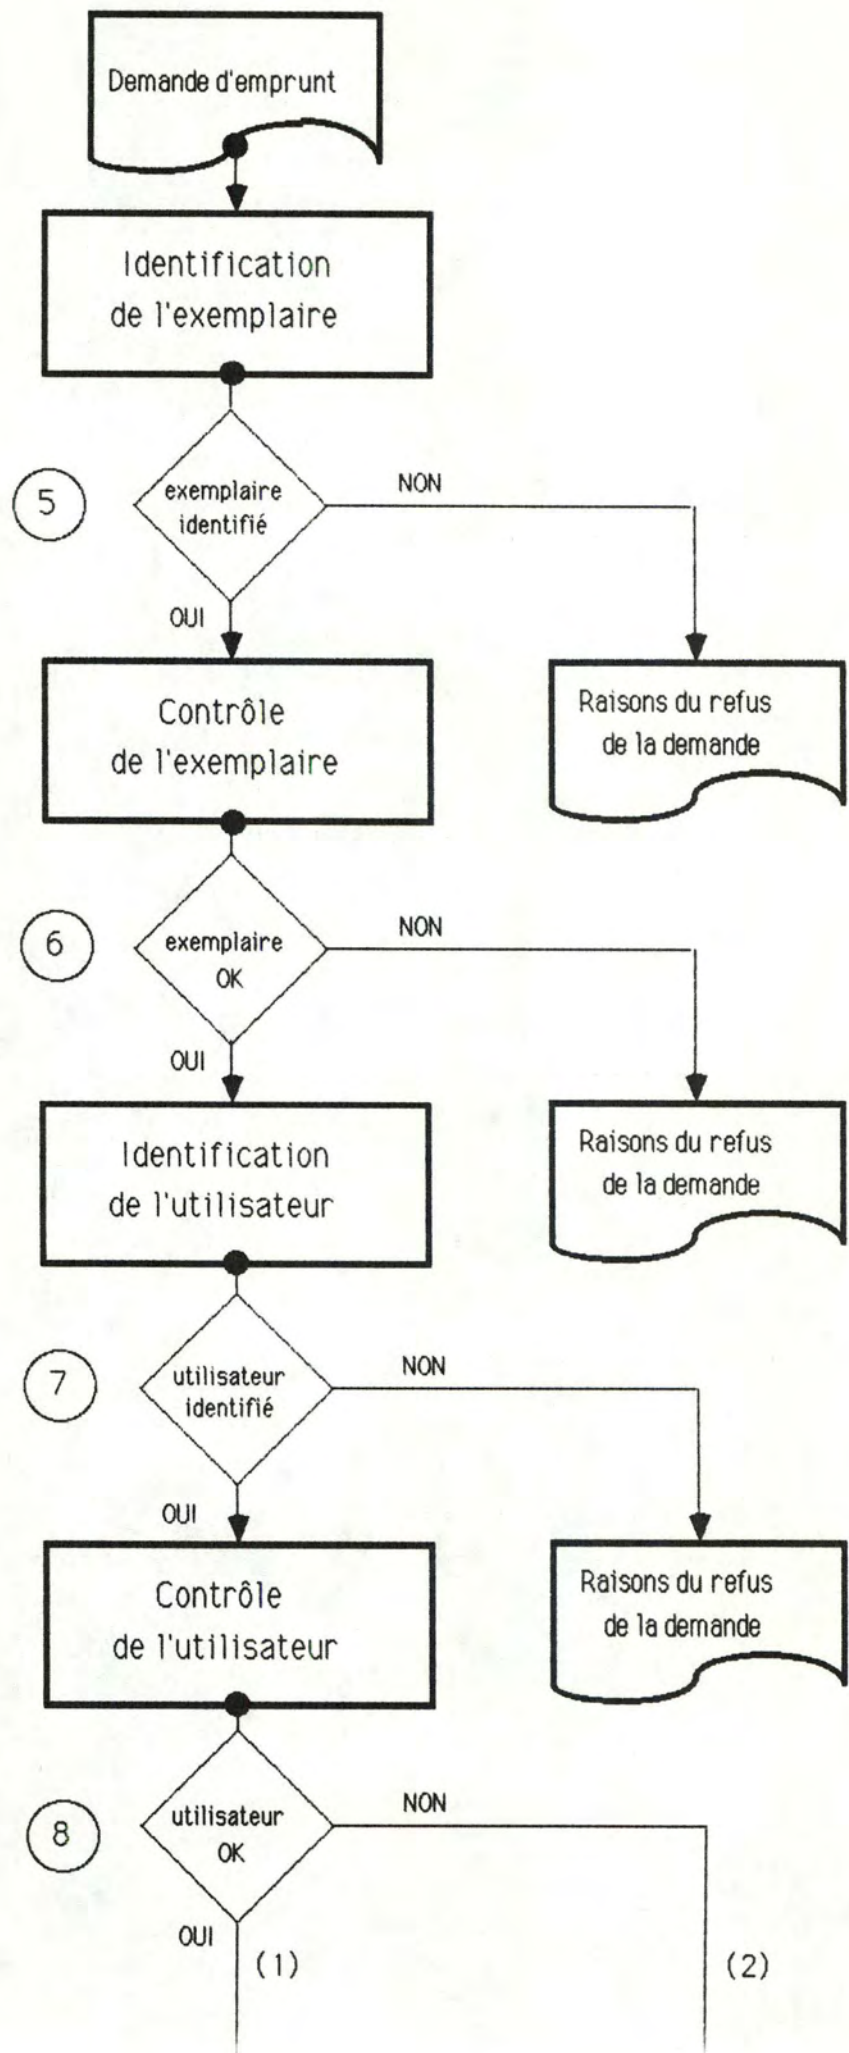 Demande d'emprunt
Identification
de l'exemplaire
5
exemplaire
identifié
NON
OUI
Contrôle
de l'exemplaire
Raisons du refus
de la demande
6
exemplaire
OK
NON
OUI
Identification
de l'utilisateur
Raisons du refus
de la demande
7
utilisateur
identifié
NON
OUI
Contrôle
de l'utilisateur
Raisons du refus
de la demande
8
utilisateur
OK
NON
OUI
(1)
(2)